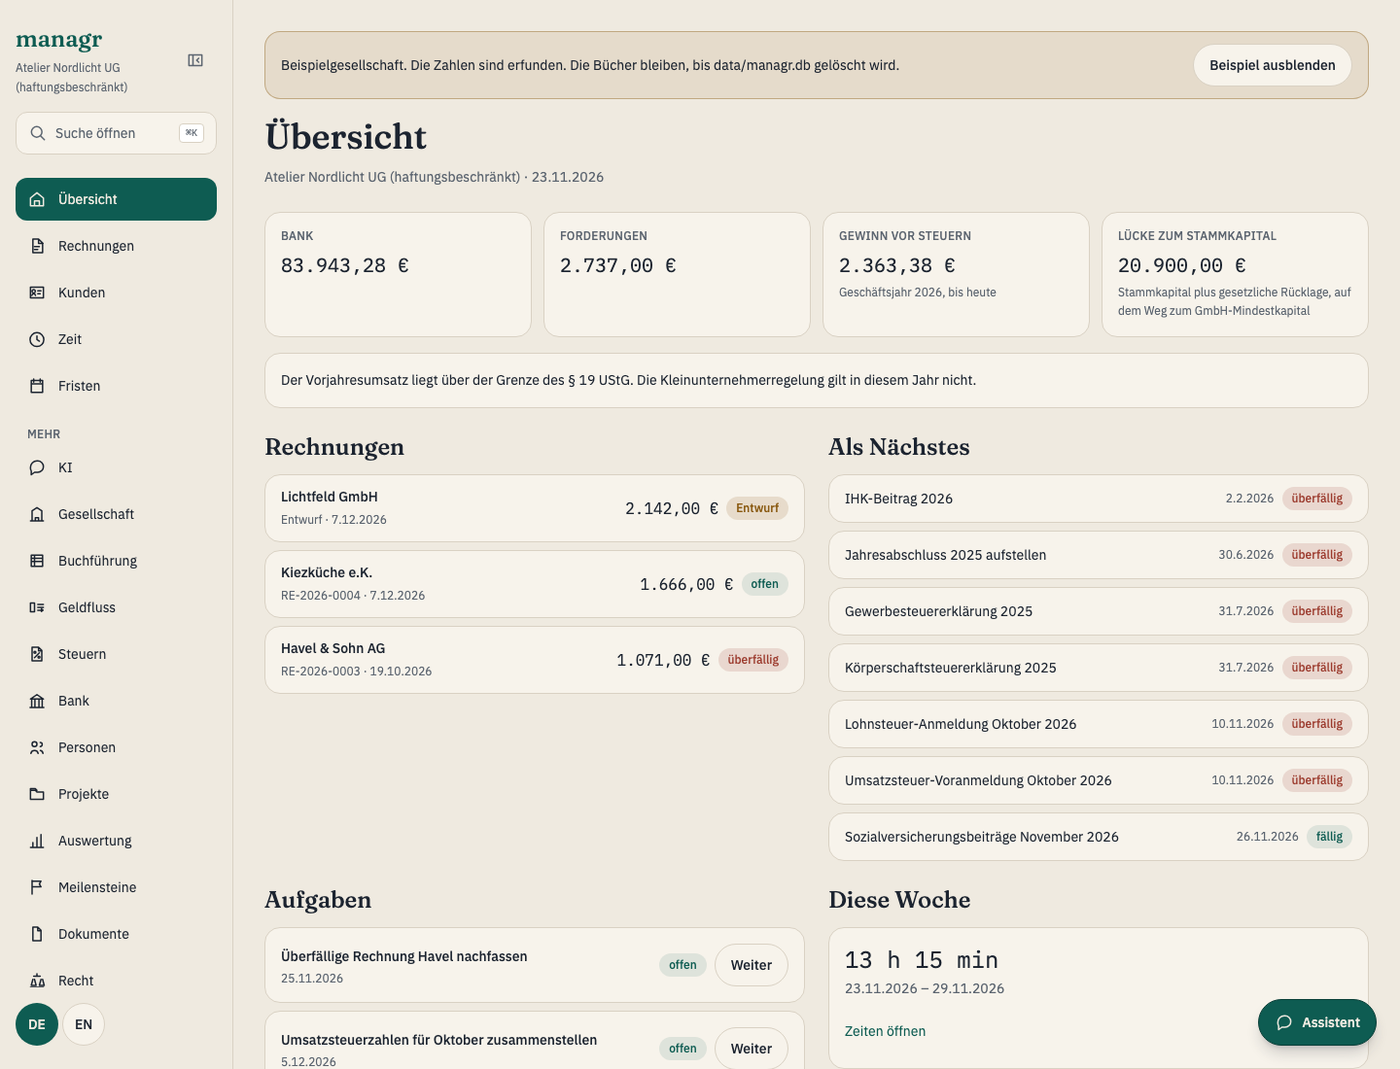 managr
Atelier Nordlicht UG
(haftungsbeschränkt)
Suche öffnen
⌘K
Übersicht
Rechnungen
Kunden
Zeit
Fristen
MEHR
KI
Gesellschaft
Buchführung
Geldfluss
Steuern
Bank
Personen
Projekte
Auswertung
Meilensteine
Dokumente
Recht
DE
EN
Beispielgesellschaft. Die Zahlen sind erfunden. Die Bücher bleiben, bis data/managr.db gelöscht wird.
Beispiel ausblenden
Übersicht
Atelier Nordlicht UG (haftungsbeschränkt) · 23.11.2026
BANK
83.943,28 €
FORDERUNGEN
2.737,00 €
GEWINN VOR STEUERN
2.363,38 €
Geschäftsjahr 2026, bis heute
LÜCKE ZUM STAMMKAPITAL
20.900,00 €
Stammkapital plus gesetzliche Rücklage, auf
dem Weg zum GmbH-Mindestkapital
Der Vorjahresumsatz liegt über der Grenze des § 19 UStG. Die Kleinunternehmerregelung gilt in diesem Jahr nicht.
Rechnungen
Lichtfeld GmbH
Entwurf · 7.12.2026
2.142,00 €
Entwurf
Kiezküche e.K.
RE-2026-0004 · 7.12.2026
1.666,00 €
offen
Havel & Sohn AG
RE-2026-0003 · 19.10.2026
1.071,00 €
überfällig
Als Nächstes
IHK-Beitrag 2026
2.2.2026
überfällig
Jahresabschluss 2025 aufstellen
30.6.2026
überfällig
Gewerbesteuererklärung 2025
31.7.2026
überfällig
Körperschaftsteuererklärung 2025
31.7.2026
überfällig
Lohnsteuer-Anmeldung Oktober 2026
10.11.2026
überfällig
Umsatzsteuer-Voranmeldung Oktober 2026
10.11.2026
überfällig
Sozialversicherungsbeiträge November 2026
26.11.2026
fällig
Aufgaben
Überfällige Rechnung Havel nachfassen
25.11.2026
offen
Weiter
Umsatzsteuerzahlen für Oktober zusammenstellen
5.12.2026
offen
Weiter
Diese Woche
13 h 15 min
23.11.2026 – 29.11.2026
Zeiten öffnen
Assistent